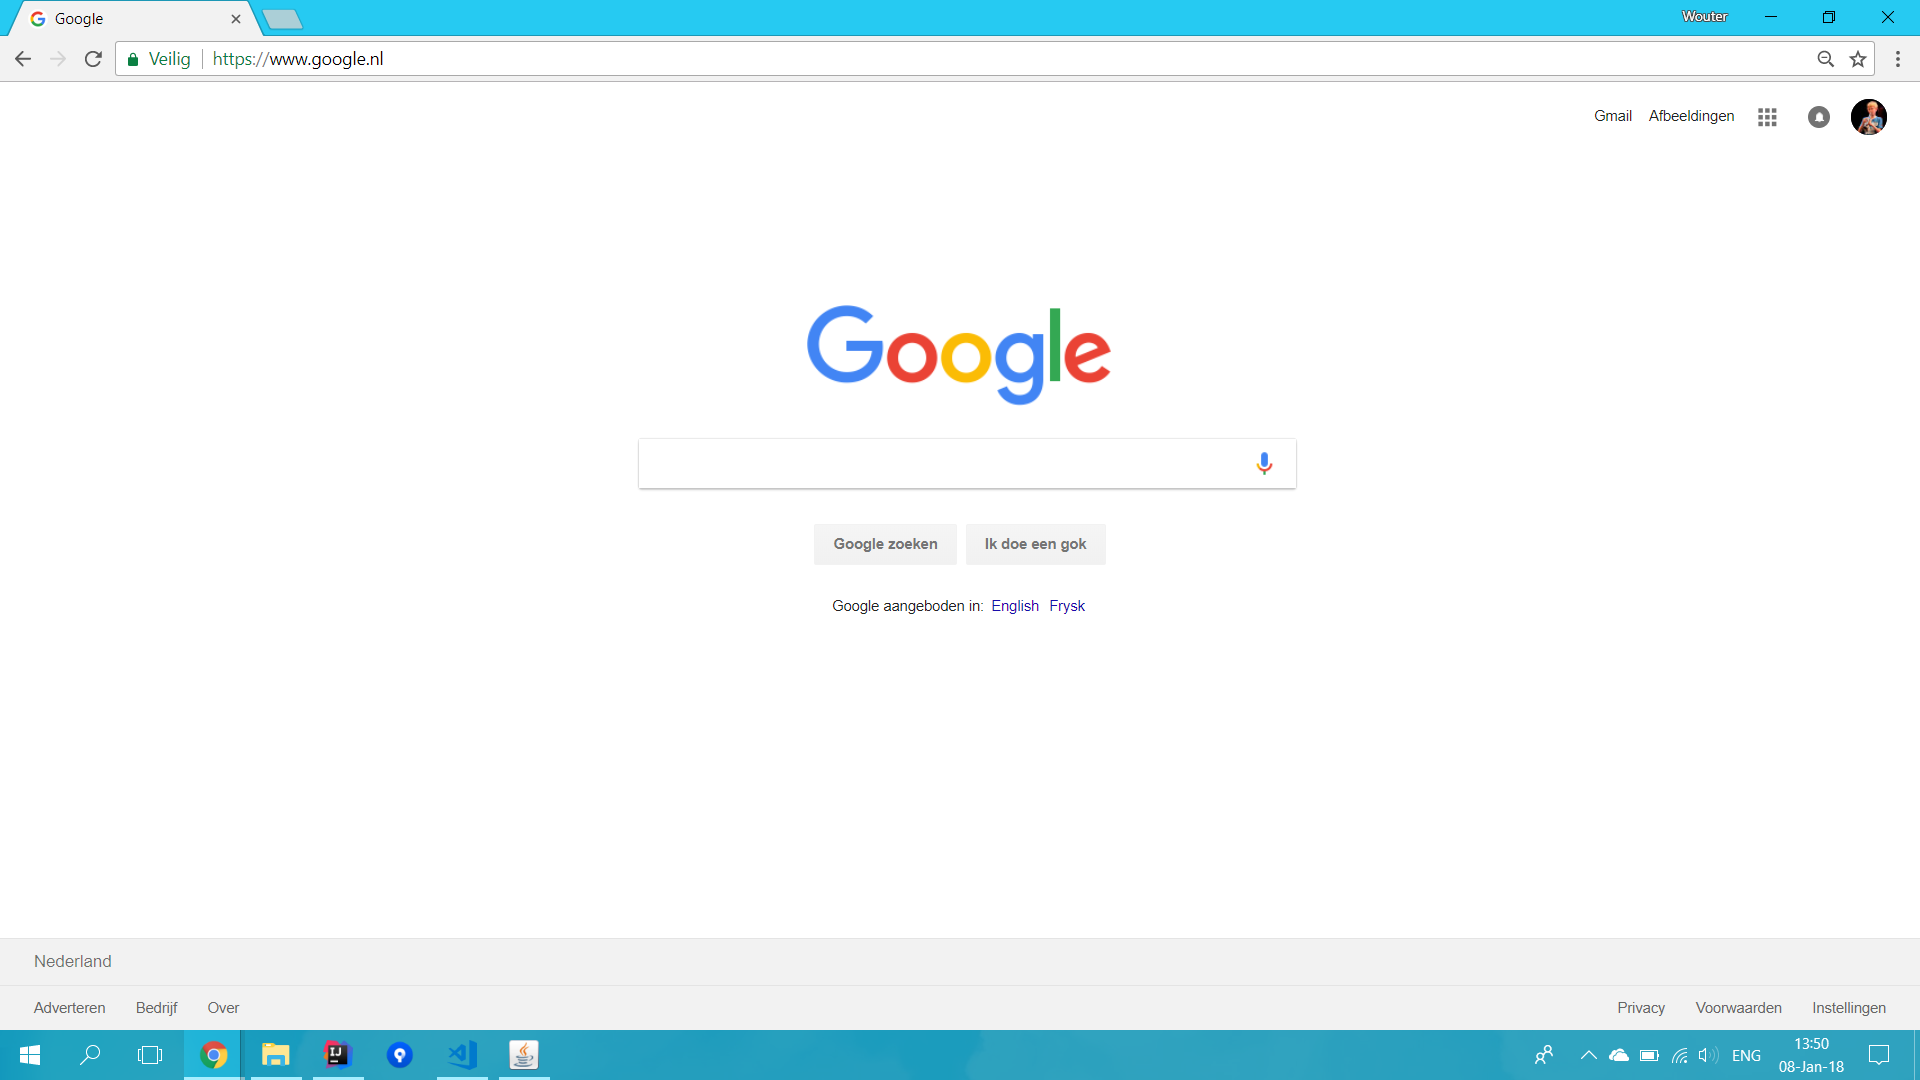 Google
Wouter
Veilig https://www.google.nl
Gmail Afbeeldingen
Google
Google zoeken Ik doe een gok
Google aangeboden in: English Frysk
Nederland
Adverteren Bedrijf Over Privacy Voorwaarden Instellingen
IJ
ENG
13:50
08-Jan-18